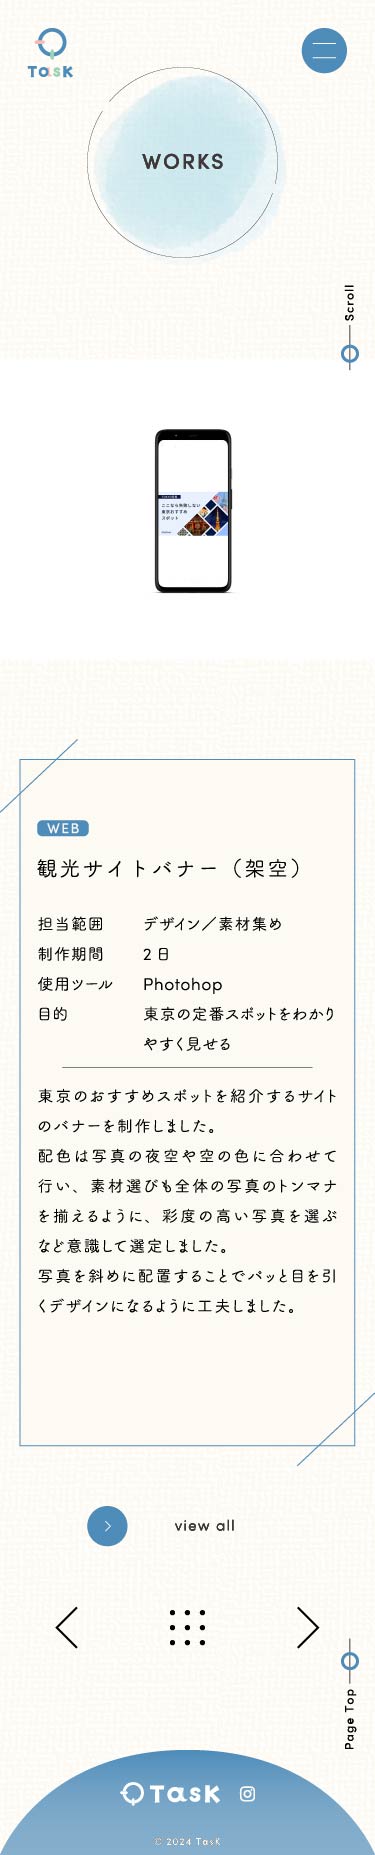 TasK
WORKS
Scroll
ここなら失敗しない
東京おすすめ
スポット
WEB
観光サイトバナー（架空）
担当範囲 デザイン／素材集め
制作期間 2 日
使用ツール Photohop
目的 東京の定番スポットをわかり
やすく見せる
東京のおすすめスポットを紹介するサイト
のバナーを制作しました。
配色は写真の夜空や空の色に合わせて
行い、素材選びも全体の写真のトンマナ
を揃えるように、彩度の高い写真を選ぶ
など意識して選定しました。
写真を斜めに配置することでパッと目を引
くデザインになるように工夫しました。
view all
Page Top
TasK
© 2024 TasK